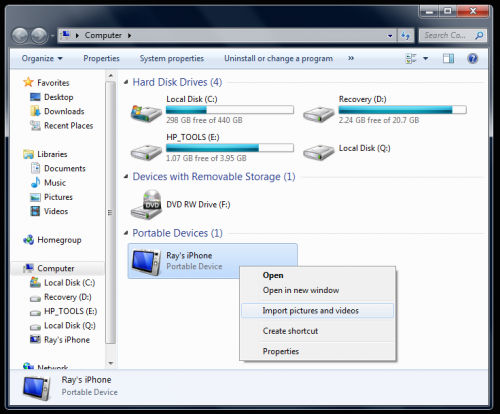 Computer
Search Co...
Organize
Properties
System properties
Uninstall or change a program
»
Favorites
Desktop
Downloads
Recent Places
Libraries
Documents
Music
Pictures
Videos
Homegroup
Computer
Local Disk (C:)
Recovery (D:)
HP_TOOLS (E:)
Local Disk (Q:)
Ray's iPhone
Network
Hard Disk Drives (4)
Local Disk (C:)
298 GB free of 440 GB
Recovery (D:)
2.24 GB free of 20.7 GB
HP_TOOLS (E:)
1.07 GB free of 3.95 GB
Local Disk (Q:)
Devices with Removable Storage (1)
DVD
DVD RW Drive (F:)
Portable Devices (1)
Ray's iPhone
Portable Device
Open
Open in new window
Import pictures and videos
Create shortcut
Properties
Ray's iPhone
Portable Device